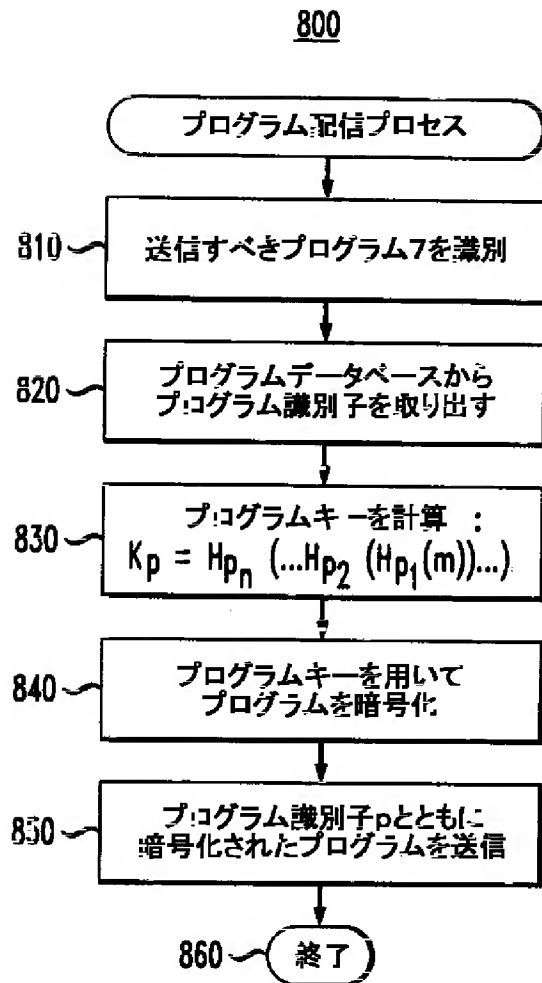 800
プログラム配信プロセス
810
送信すべきプログラム7を識別
820
プログラムデータベースから
プログラム識別子を取り出す
830
プログラムキーを計算:
Kp = Hpn (...Hp2 (Hp1(m))...)
840
プログラムキーを用いて
プログラムを暗号化
850
プログラム識別子pとともに
暗号化されたプログラムを送信
860
終了